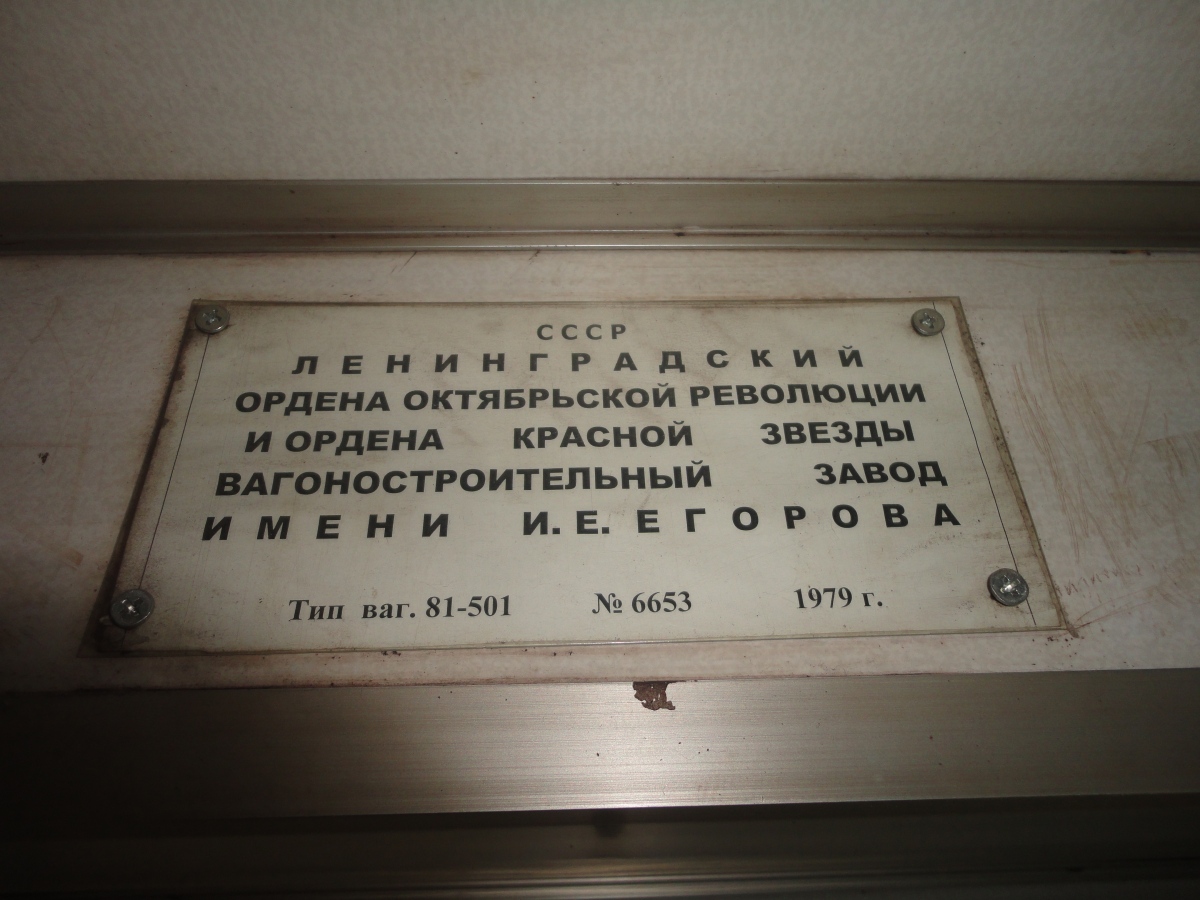 СССР
ЛЕНИНГРАДСКИЙ
ОРДЕНА ОКТЯБРЬСКОЙ РЕВОЛЮЦИИ
И ОРДЕНА КРАСНОЙ ЗВЕЗДЫ
ВАГОНОСТРОИТЕЛЬНЫЙ ЗАВОД
ИМЕНИ И. Е. ЕГОРОВА
Тип ваг. 81-501 № 6653 1979 г.